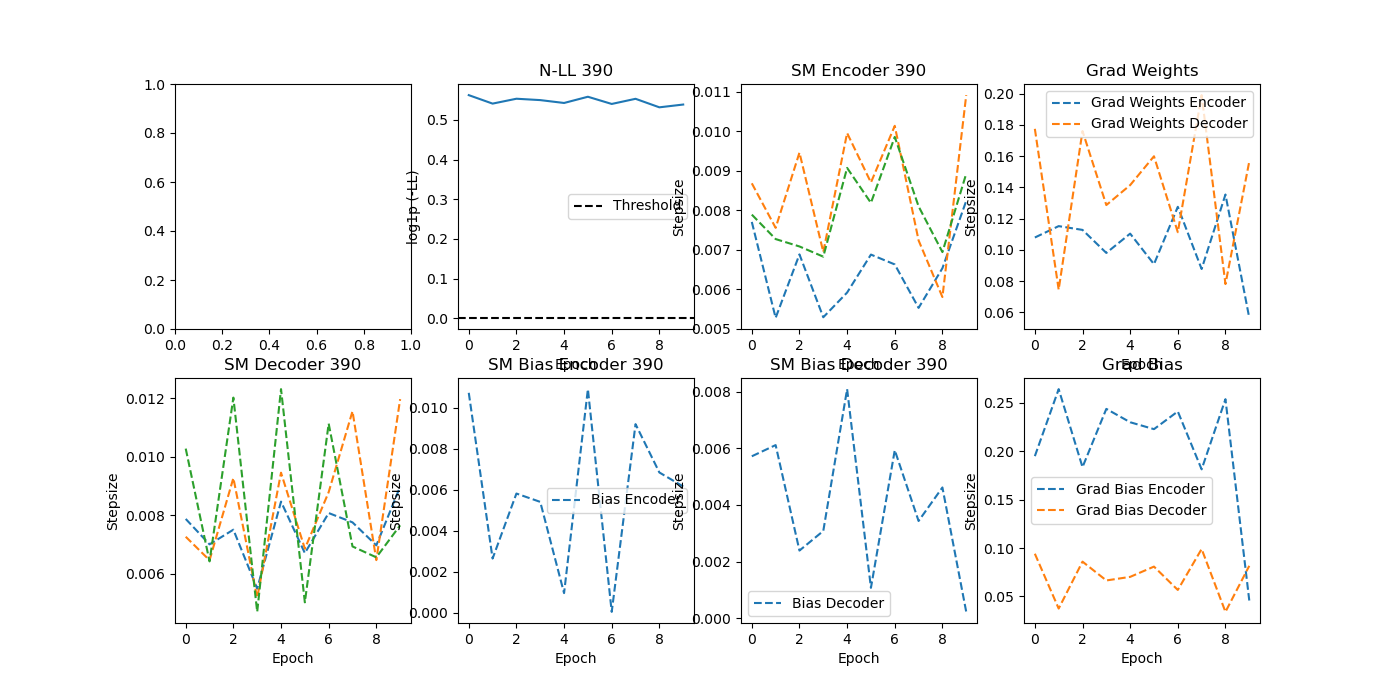 N-LL 390
SM Encoder 390
Grad Weights
1.0
0.8
0.6
0.4
0.2
0.0
0.0 0.2 0.4 0.6 0.8 1.0
log1p (-LL)
0.5
0.4
0.3
0.2
0.1
0.0
Threshold
0 2 4 6 8
Epoch
Stepsize
0.011
0.010
0.009
0.008
0.007
0.006
0.005
0 2 4 6 8
Epoch
Stepsize
0.20
0.18
0.16
0.14
0.12
0.10
0.08
0.06
Grad Weights Encoder
Grad Weights Decoder
0 2 4 6 8
Epoch
SM Decoder 390
SM Bias Encoder 390
SM Bias Decoder 390
Grad Bias
Stepsize
0.012
0.010
0.008
0.006
0 2 4 6 8
Epoch
Stepsize
0.010
0.008
0.006
0.004
0.002
0.000
Bias Encoder
0 2 4 6 8
Epoch
Stepsize
0.008
0.006
0.004
0.002
0.000
Bias Decoder
0 2 4 6 8
Epoch
Stepsize
0.25
0.20
0.15
0.10
0.05
Grad Bias Encoder
Grad Bias Decoder
0 2 4 6 8
Epoch